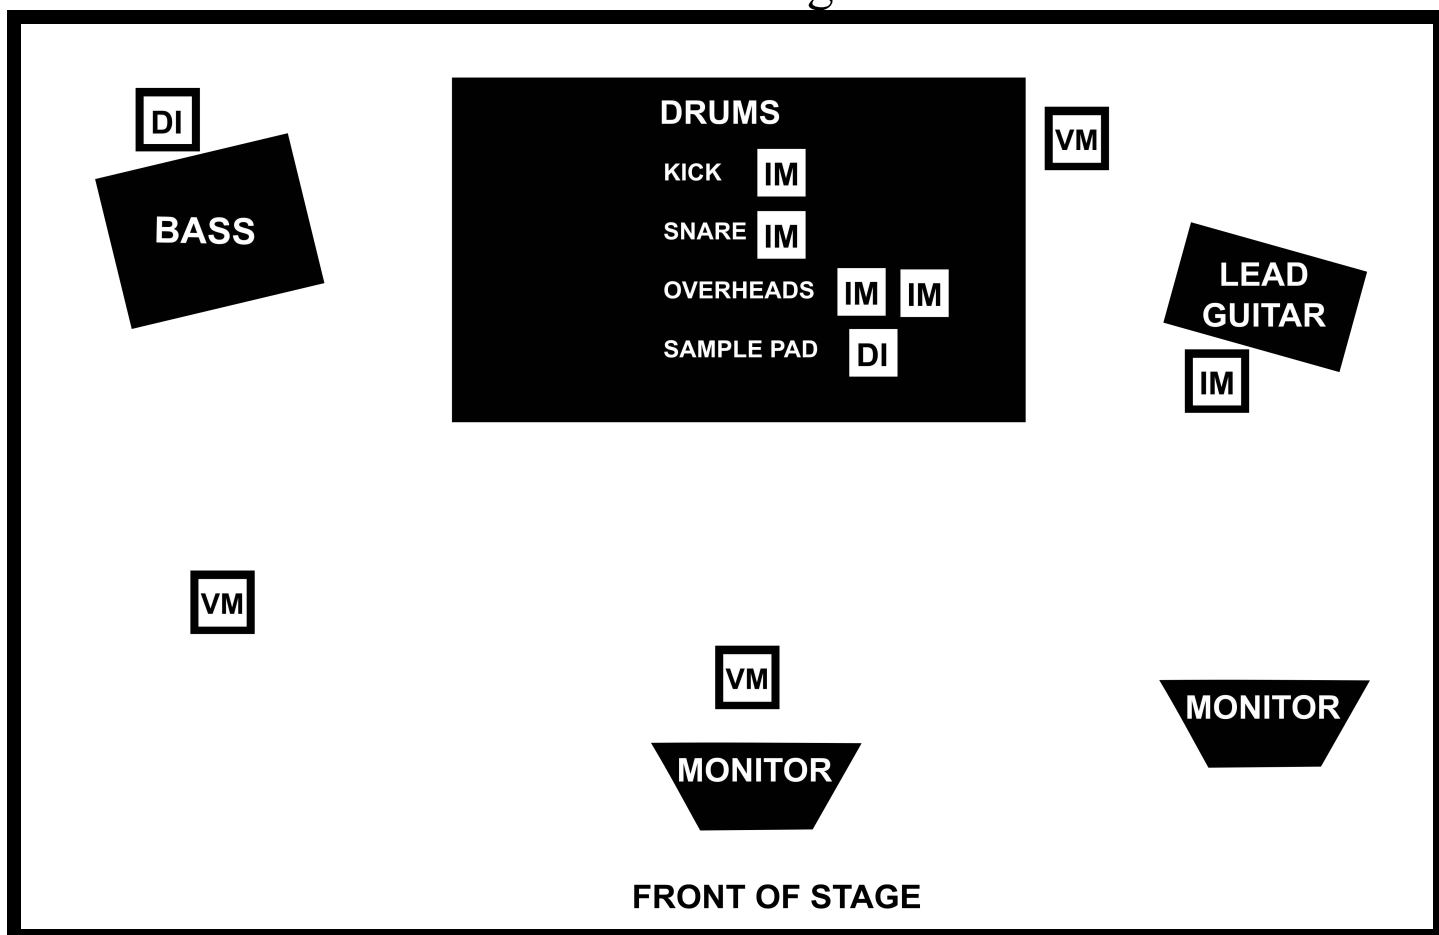 DI
BASS
DRUMS
KICK IM
SNARE IM
OVERHEADS IM IM
SAMPLE PAD DI
VM
LEAD
GUITAR
IM
VM
VM
MONITOR
MONITOR
FRONT OF STAGE